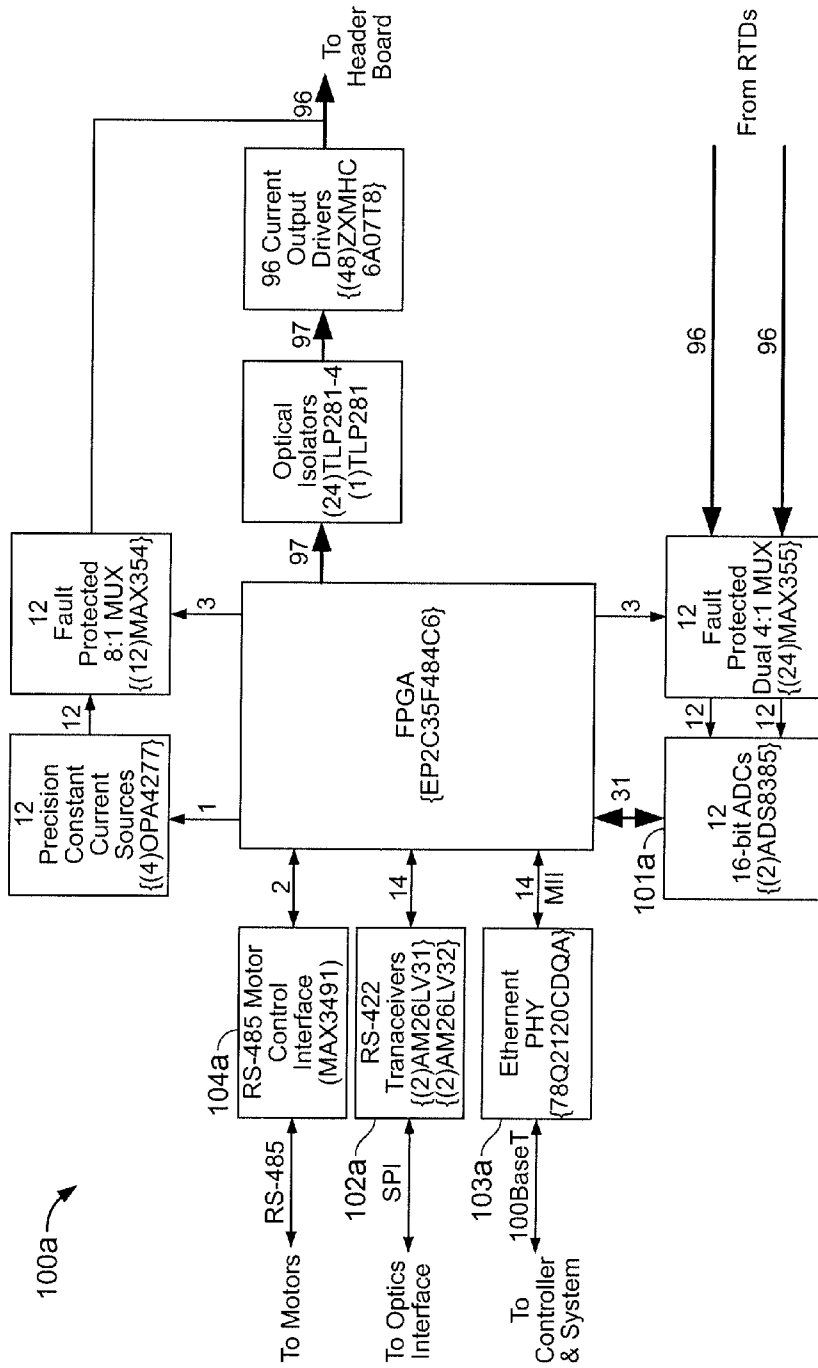 100a
12
Precision
Constant
Current
Sources
{(4)OPA4277}
12
12
Fault
Protected
8:1 MUX
{(12)MAX354}
1
3
To Motors
RS-485
104a
RS-485 Motor
Control
Interface
(MAX3491)
2
To Optics
Interface
SPI
102a
RS-422
Tranaceivers
{(2)AM26LV31}
{(2)AM26LV32}
14
To
Controller
& System
100BaseT
103a
Ethernent
PHY
{78Q2120CDQA}
14
MII
FPGA
{EP2C35F484C6}
97
Optical
Isolators
(24)TLP281-4
(1)TLP281
97
96 Current
Output
Drivers
{(48)ZXMHC
6A07T8}
96
To
Header
Board
31
3
101a
12
16-bit ADCs
{(2)ADS8385}
12
12
12
Fault
Protected
Dual 4:1 MUX
{(24)MAX355}
96
96
From RTDs